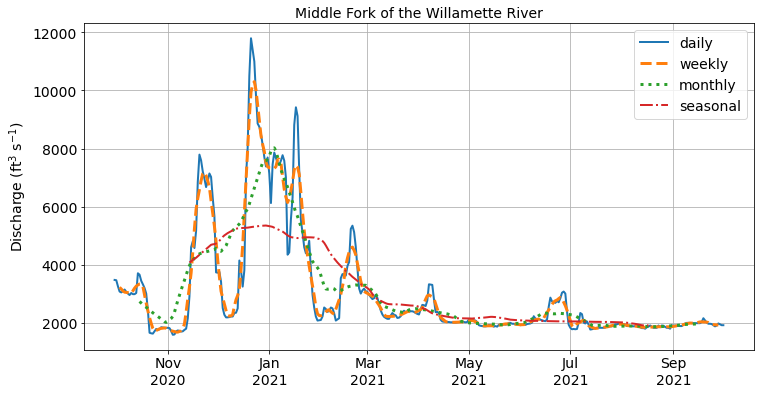 Middle Fork of the Willamette River
Discharge (ft³ s⁻¹)
12000
10000
8000
6000
4000
2000
daily
weekly
monthly
seasonal
Nov Jan Mar May Jul Sep
2020 2021 2021 2021 2021 2021